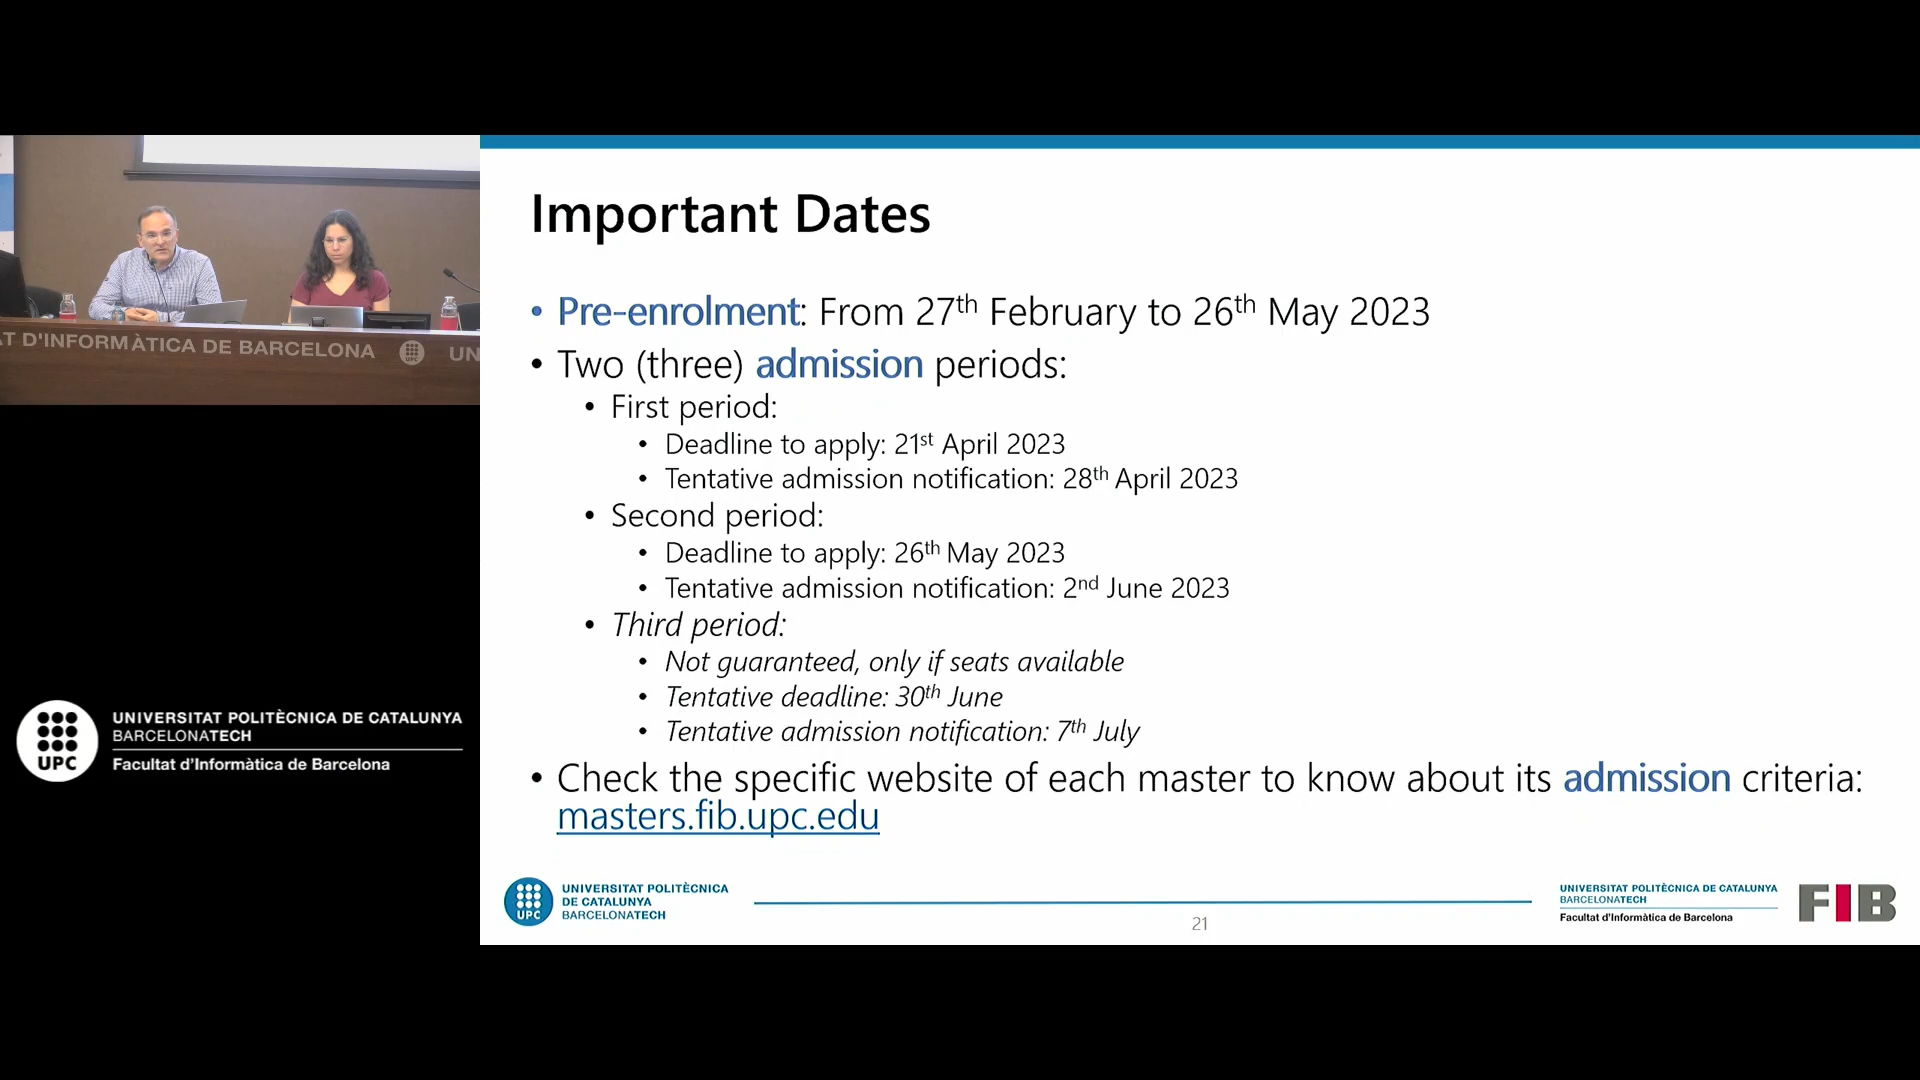 Important Dates
• Pre-enrolment: From 27th February to 26th May 2023
• Two (three) admission periods:
• First period:
• Deadline to apply: 21st April 2023
• Tentative admission notification: 28th April 2023
• Second period:
• Deadline to apply: 26th May 2023
• Tentative admission notification: 2nd June 2023
• Third period:
• Not guaranteed, only if seats available
• Tentative deadline: 30th June
• Tentative admission notification: 7th July
• Check the specific website of each master to know about its admission criteria:
masters.fib.upc.edu
UPC
UNIVERSITAT POLITÈCNICA
DE CATALUNYA
BARCELONATECH
21
UNIVERSITAT POLITÈCNICA DE CATALUNYA
BARCELONATECH
Facultat d'Informàtica de Barcelona
FIB
AT D'INFORMÀTICA DE BARCELONA
UPC
UN
UPC
UNIVERSITAT POLITÈCNICA DE CATALUNYA
BARCELONATECH
Facultat d'Informàtica de Barcelona